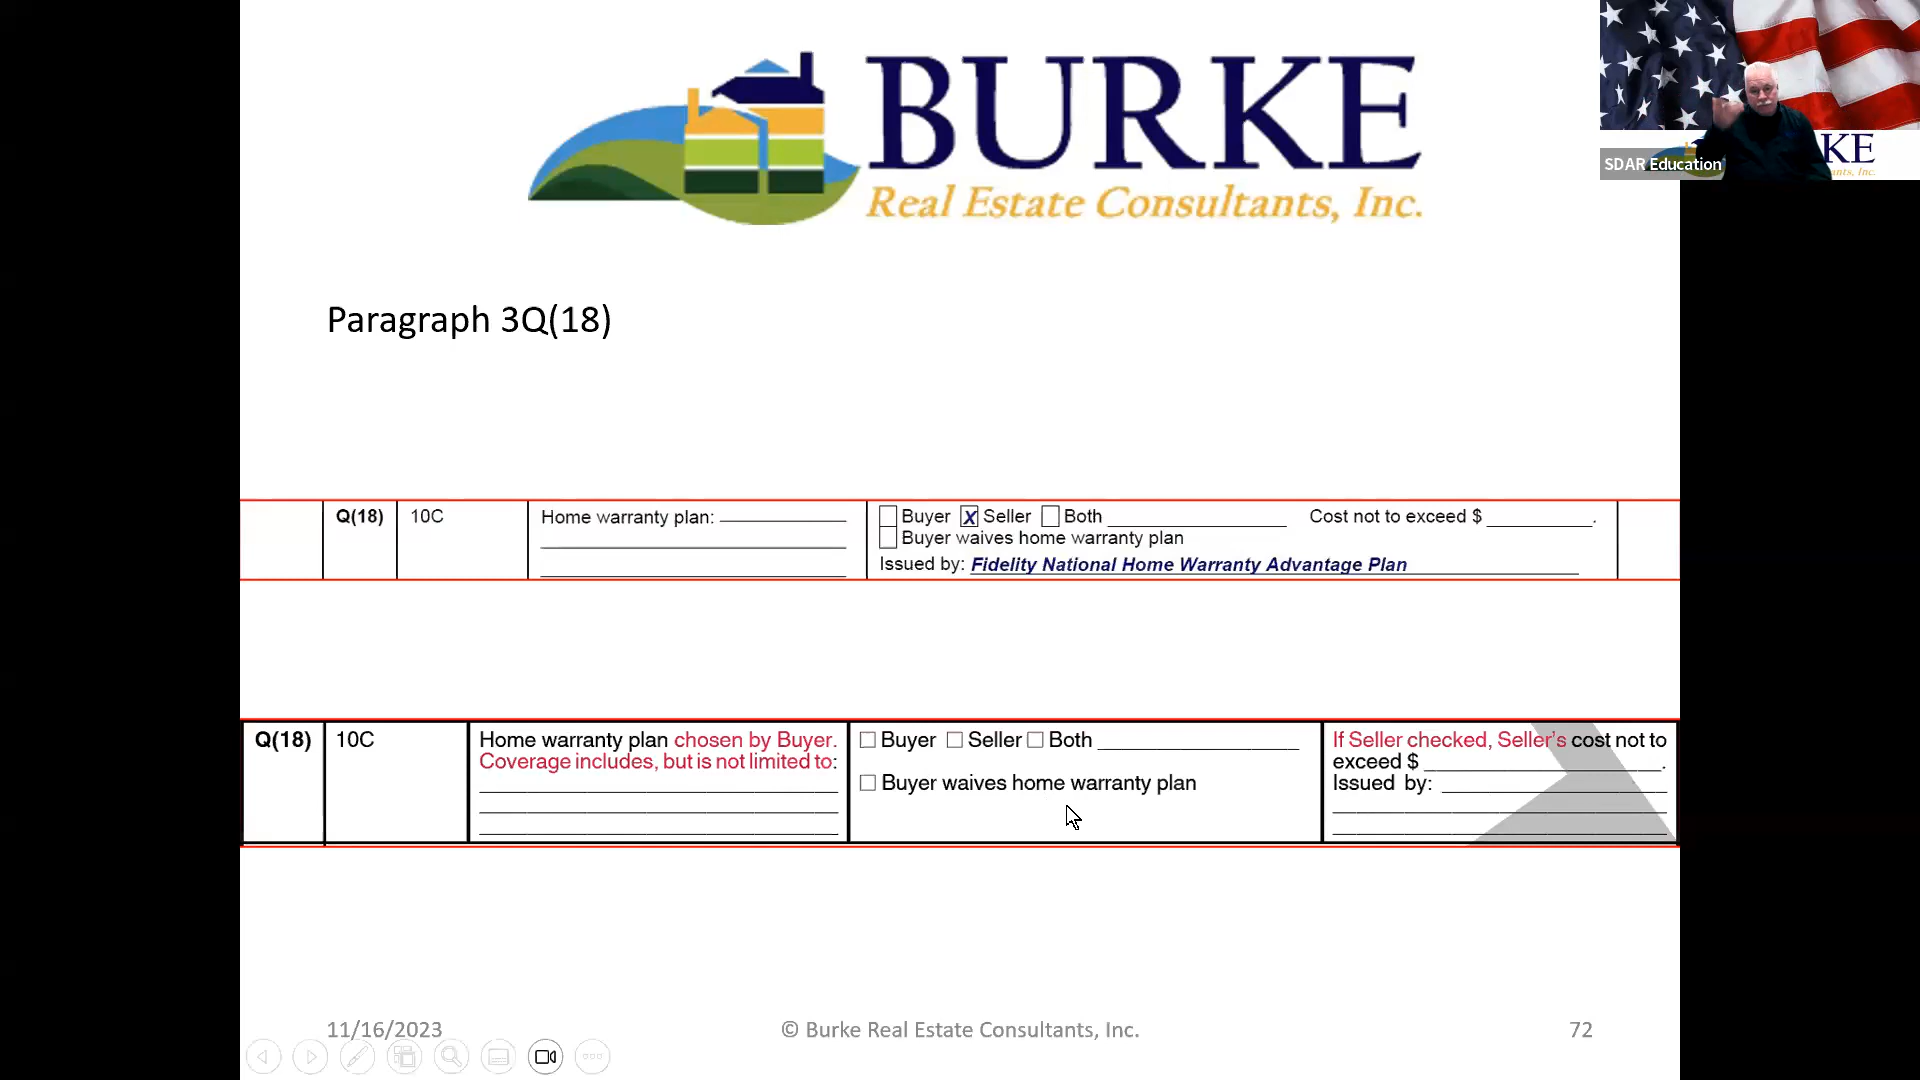 BURKE
Real Estate Consultants, Inc.
KE
SDAR Education
nts, Inc.
Paragraph 3Q(18)
Q(18) 10C Home warranty plan: Buyer X Seller Both Cost not to exceed $ .
Buyer waives home warranty plan
Issued by: Fidelity National Home Warranty Advantage Plan
Q(18) 10C Home warranty plan chosen by Buyer. Buyer Seller Both If Seller checked, Seller's cost not to
Coverage includes, but is not limited to: exceed $ .
Buyer waives home warranty plan Issued by:
11/16/2023 © Burke Real Estate Consultants, Inc. 72